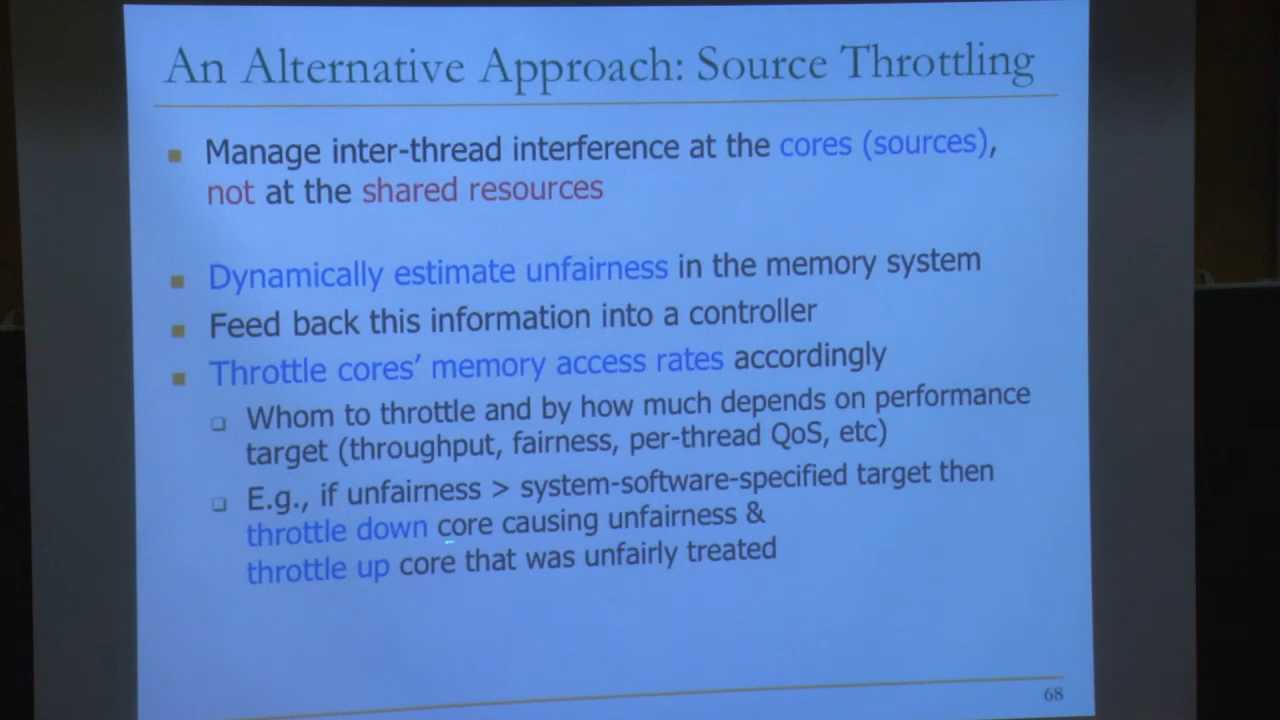 An Alternative Approach: Source Throttling
Manage inter-thread interference at the cores (sources),
not at the shared resources
Dynamically estimate unfairness in the memory system
Feed back this information into a controller
Throttle cores’ memory access rates accordingly
Whom to throttle and by how much depends on performance
target (throughput, fairness, per-thread QoS, etc)
E.g., if unfairness > system-software-specified target then
throttle down core causing unfairness &
throttle up core that was unfairly treated
68